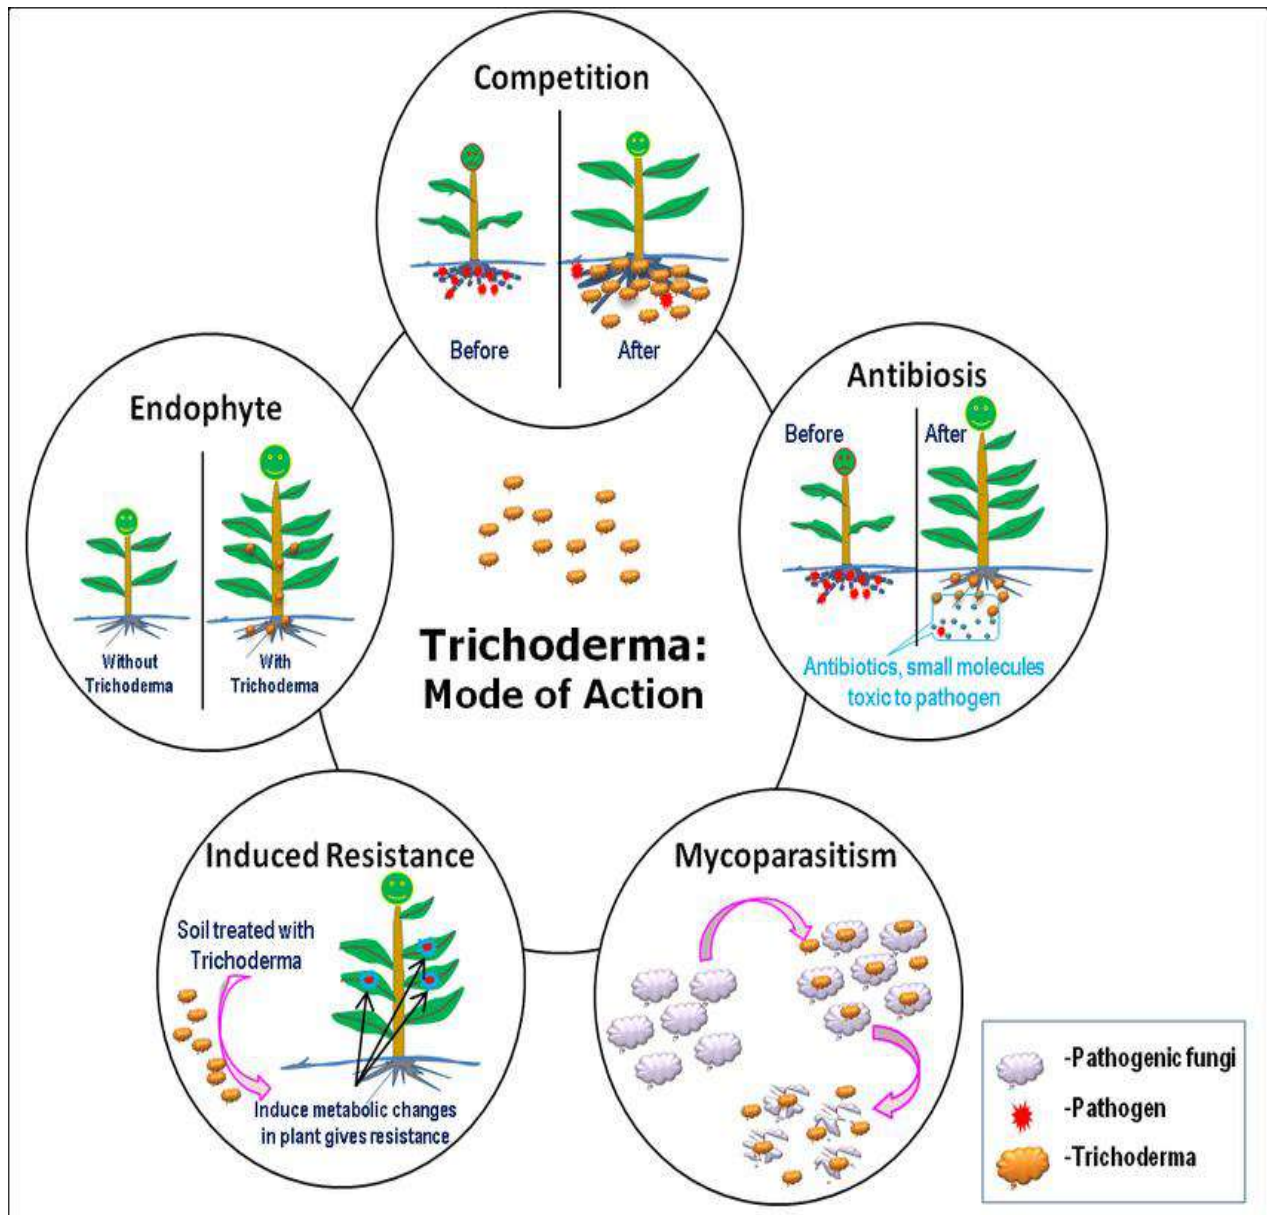 Competition
Before
After
Antibiosis
Before
After
Antibiotics, small molecules
toxic to pathogen
Endophyte
Without
Trichoderma
With
Trichoderma
Trichoderma:
Mode of Action
Induced Resistance
Soil treated with
Trichoderma
Induce metabolic changes
in plant gives resistance
Mycoparasitism
-Pathogenic fungi
-Pathogen
-Trichoderma